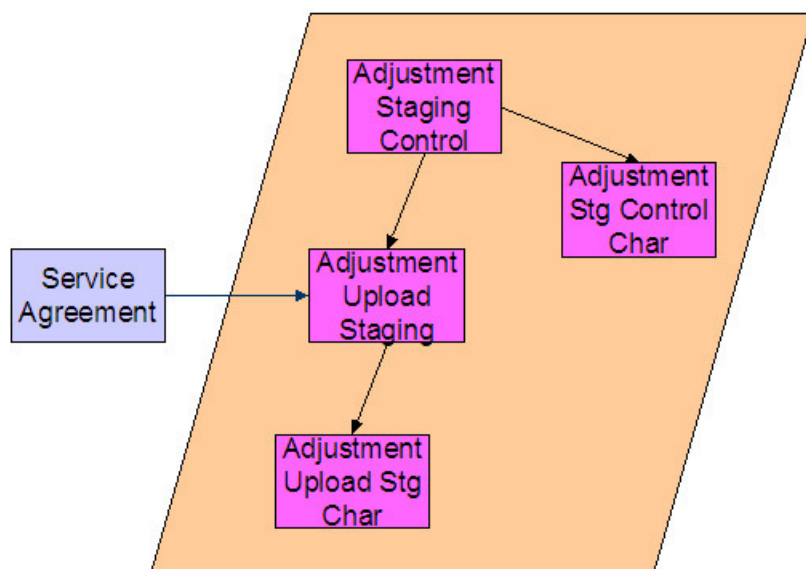 Adjustment
Staging
Control
Adjustment
Stg Control
Char
Service
Agreement
Adjustment
Upload
Staging
Adjustment
Upload Stg
Char